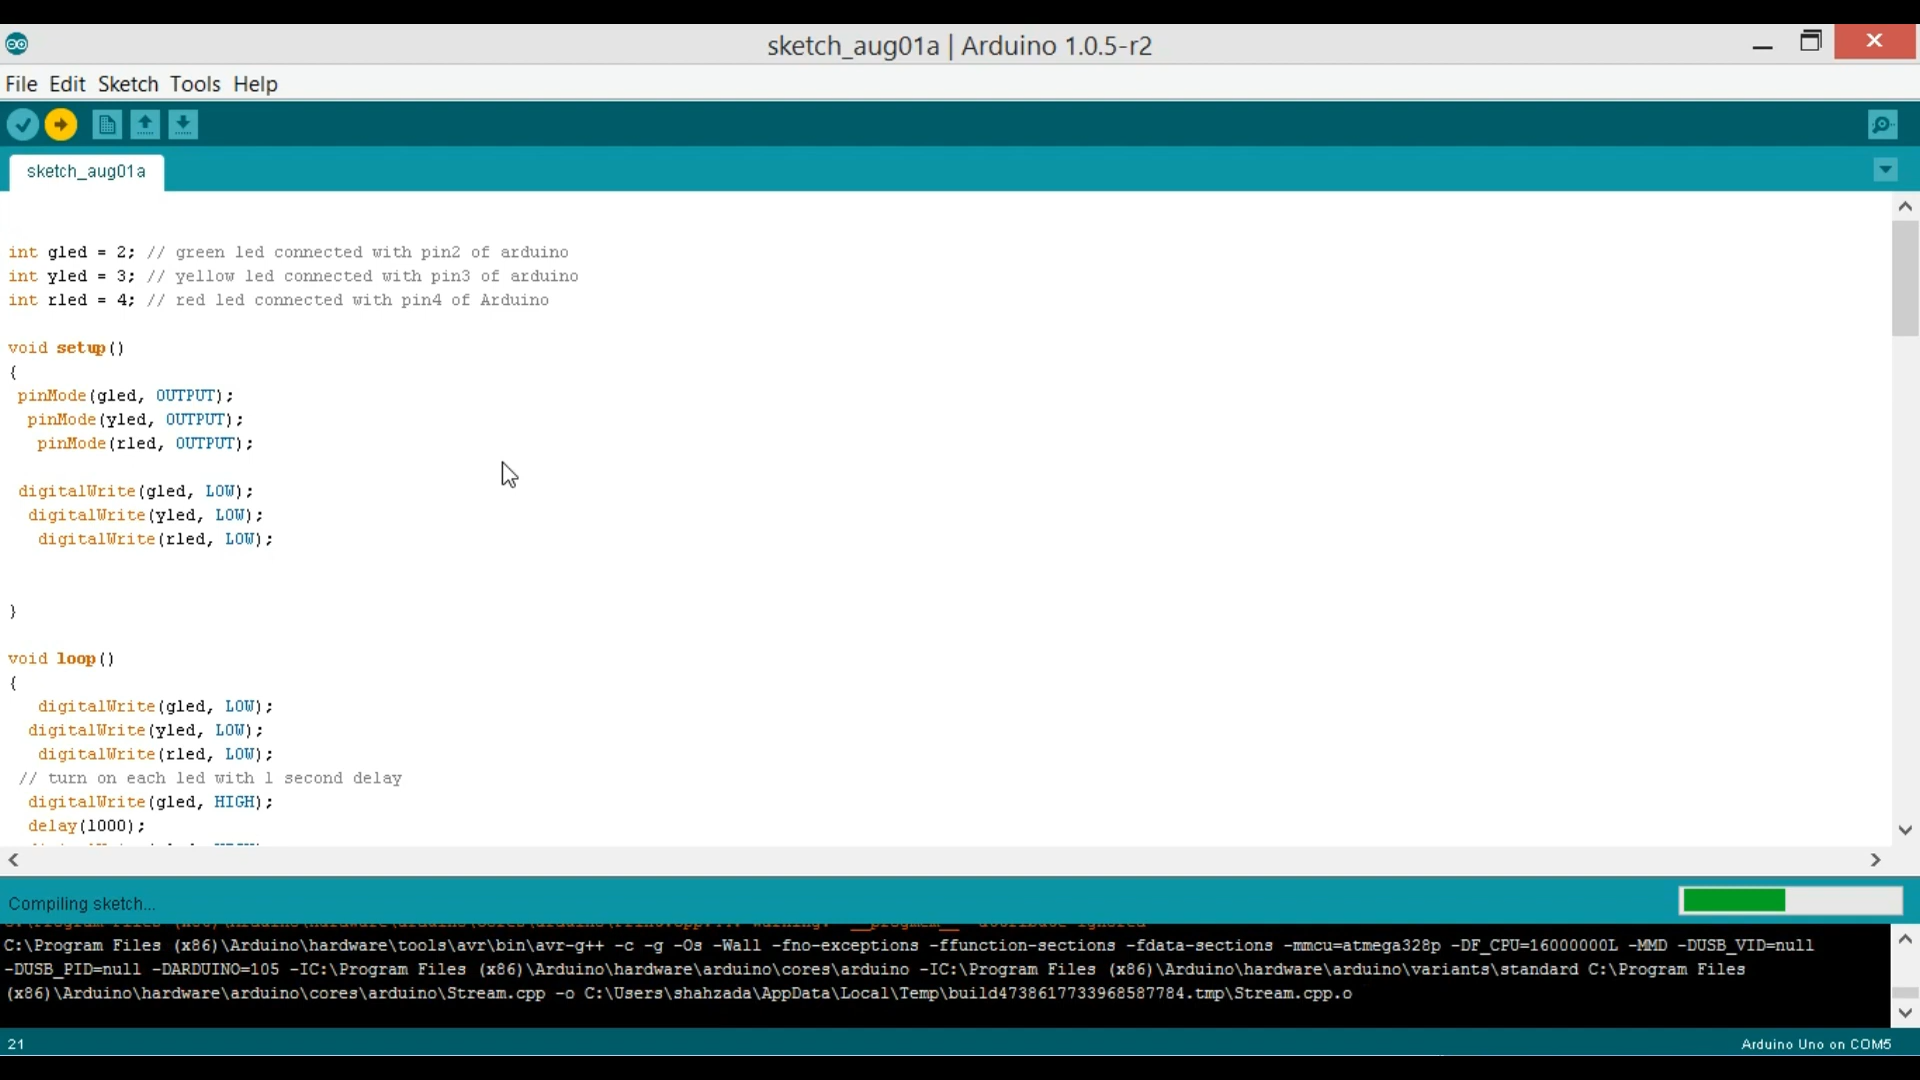 sketch_aug01a | Arduino 1.0.5-r2
File Edit Sketch Tools Help
sketch_aug01a
int gled = 2; // green led connected with pin2 of arduino
int yled = 3; // yellow led connected with pin3 of arduino
int rled = 4; // red led connected with pin4 of Arduino
void setup()
{
pinMode(gled, OUTPUT);
pinMode(yled, OUTPUT);
pinMode(rled, OUTPUT);
digitalWrite(gled, LOW);
digitalWrite(yled, LOW);
digitalWrite(rled, LOW);
}
void loop()
{
digitalWrite(gled, LOW);
digitalWrite(yled, LOW);
digitalWrite(rled, LOW);
// turn on each led with 1 second delay
digitalWrite(gled, HIGH);
delay(1000);
Compiling sketch...
C:\Program Files (x86)\Arduino\hardware\tools\avr\bin\avr-g++ -c -g -Os -Wall -fno-exceptions -ffunction-sections -fdata-sections -mmcu=atmega328p -DF_CPU=16000000L -MMD -DUSB_VID=null
-DUSB_PID=null -DARDUINO=105 -IC:\Program Files (x86)\Arduino\hardware\arduino\cores\arduino -IC:\Program Files (x86)\Arduino\hardware\arduino\variants\standard C:\Program Files
(x86)\Arduino\hardware\arduino\cores\arduino\Stream.cpp -o C:\Users\shahzada\AppData\Local\Temp\build4738617733968587784.tmp\Stream.cpp.o
21
Arduino Uno on COM5